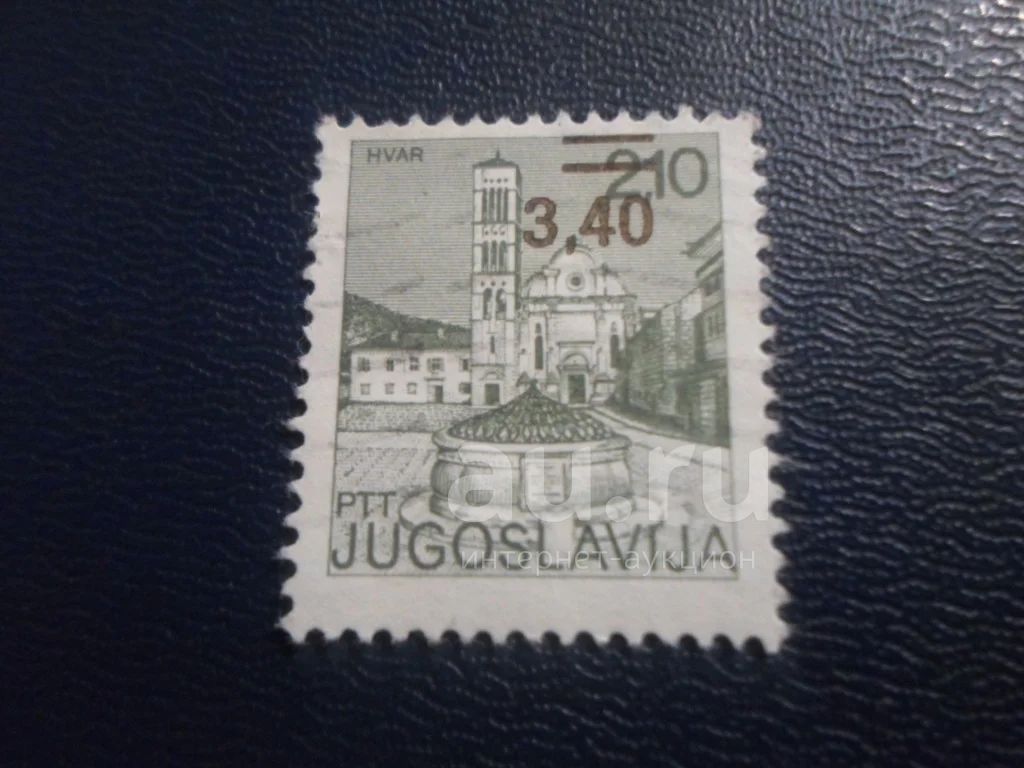 HVAR
2,10
3,40
PTT
JUGOSLAVIJA
au.ru
интернет-аукцион